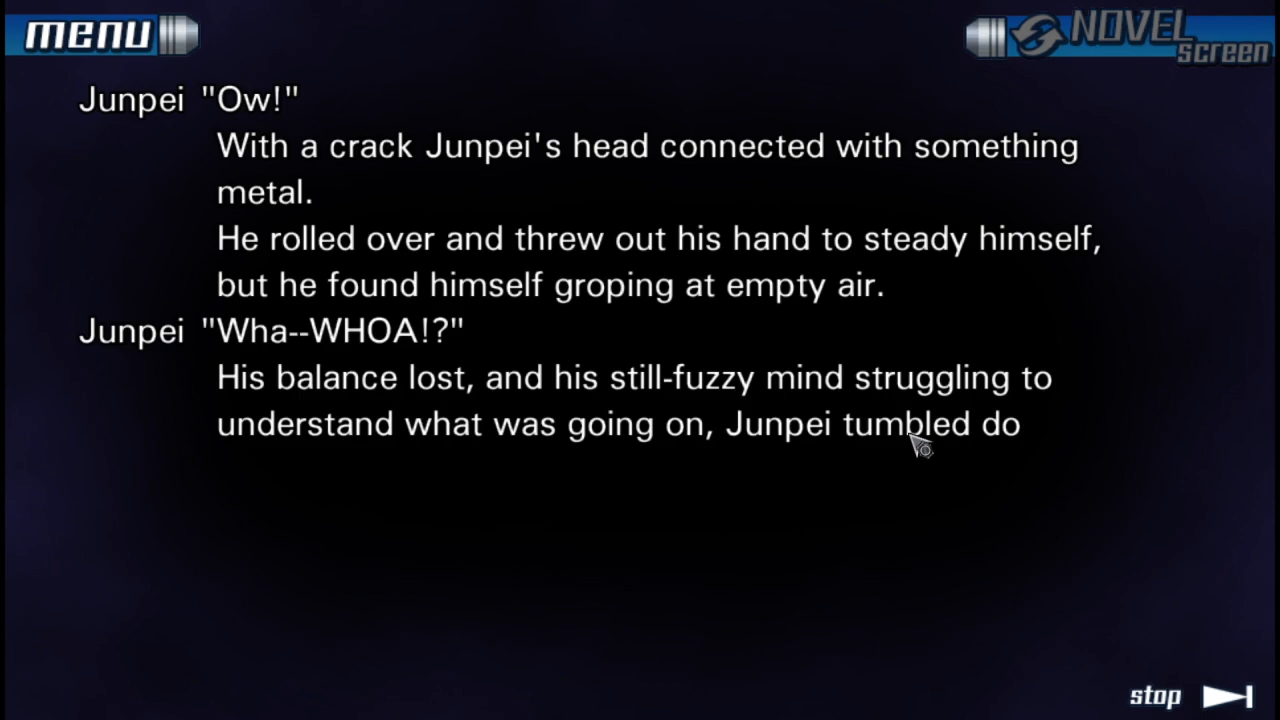 menu
NOVEL
screen
Junpei "Ow!"
With a crack Junpei's head connected with something
metal.
He rolled over and threw out his hand to steady himself,
but he found himself groping at empty air.
Junpei "Wha--WHOA!?"
His balance lost, and his still-fuzzy mind struggling to
understand what was going on, Junpei tumbled do
stop